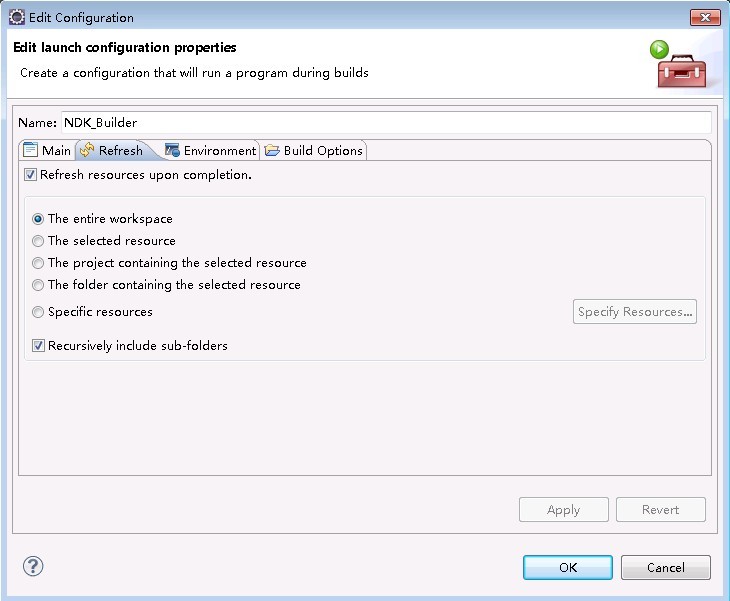 Edit Configuration
Edit launch configuration properties
Create a configuration that will run a program during builds
Name: NDK_Builder
Main Refresh Environment Build Options
Refresh resources upon completion.
The entire workspace
The selected resource
The project containing the selected resource
The folder containing the selected resource
Specific resources Specify Resources...
Recursively include sub-folders
Apply Revert
? OK Cancel